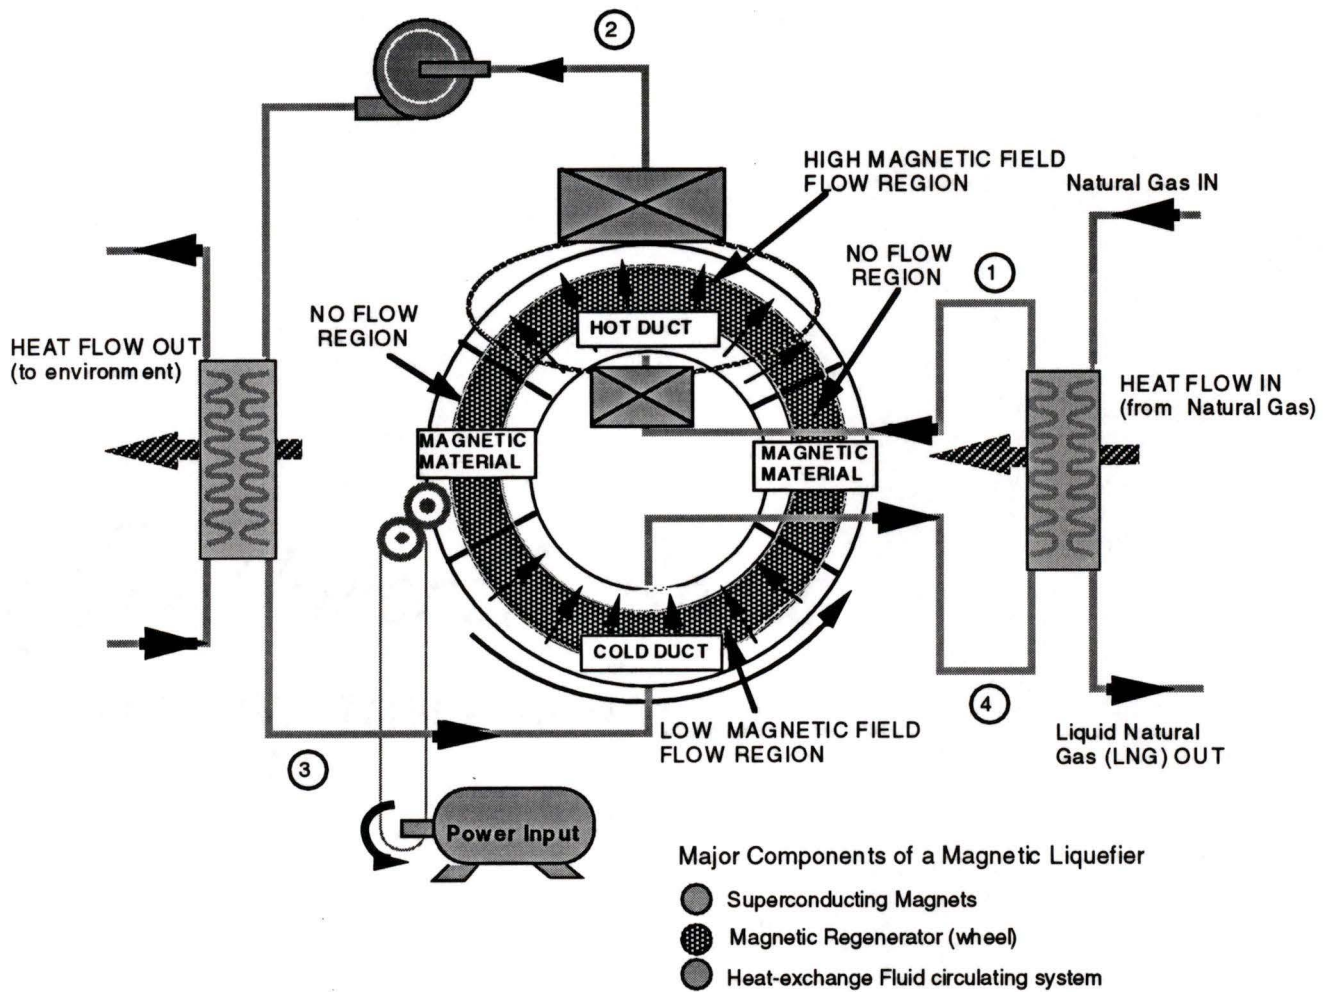 2
HIGH MAGNETIC FIELD
FLOW REGION
Natural Gas IN
NO FLOW
REGION
1
NO FLOW
REGION
HOT DUCT
HEAT FLOW OUT
(to environment)
HEAT FLOW IN
(from Natural Gas)
MAGNETIC
MATERIAL
MAGNETIC
MATERIAL
COLD DUCT
4
LOW MAGNETIC FIELD
FLOW REGION
Liquid Natural
Gas (LNG) OUT
3
Power Input
Major Components of a Magnetic Liquefier
Superconducting Magnets
Magnetic Regenerator (wheel)
Heat-exchange Fluid circulating system